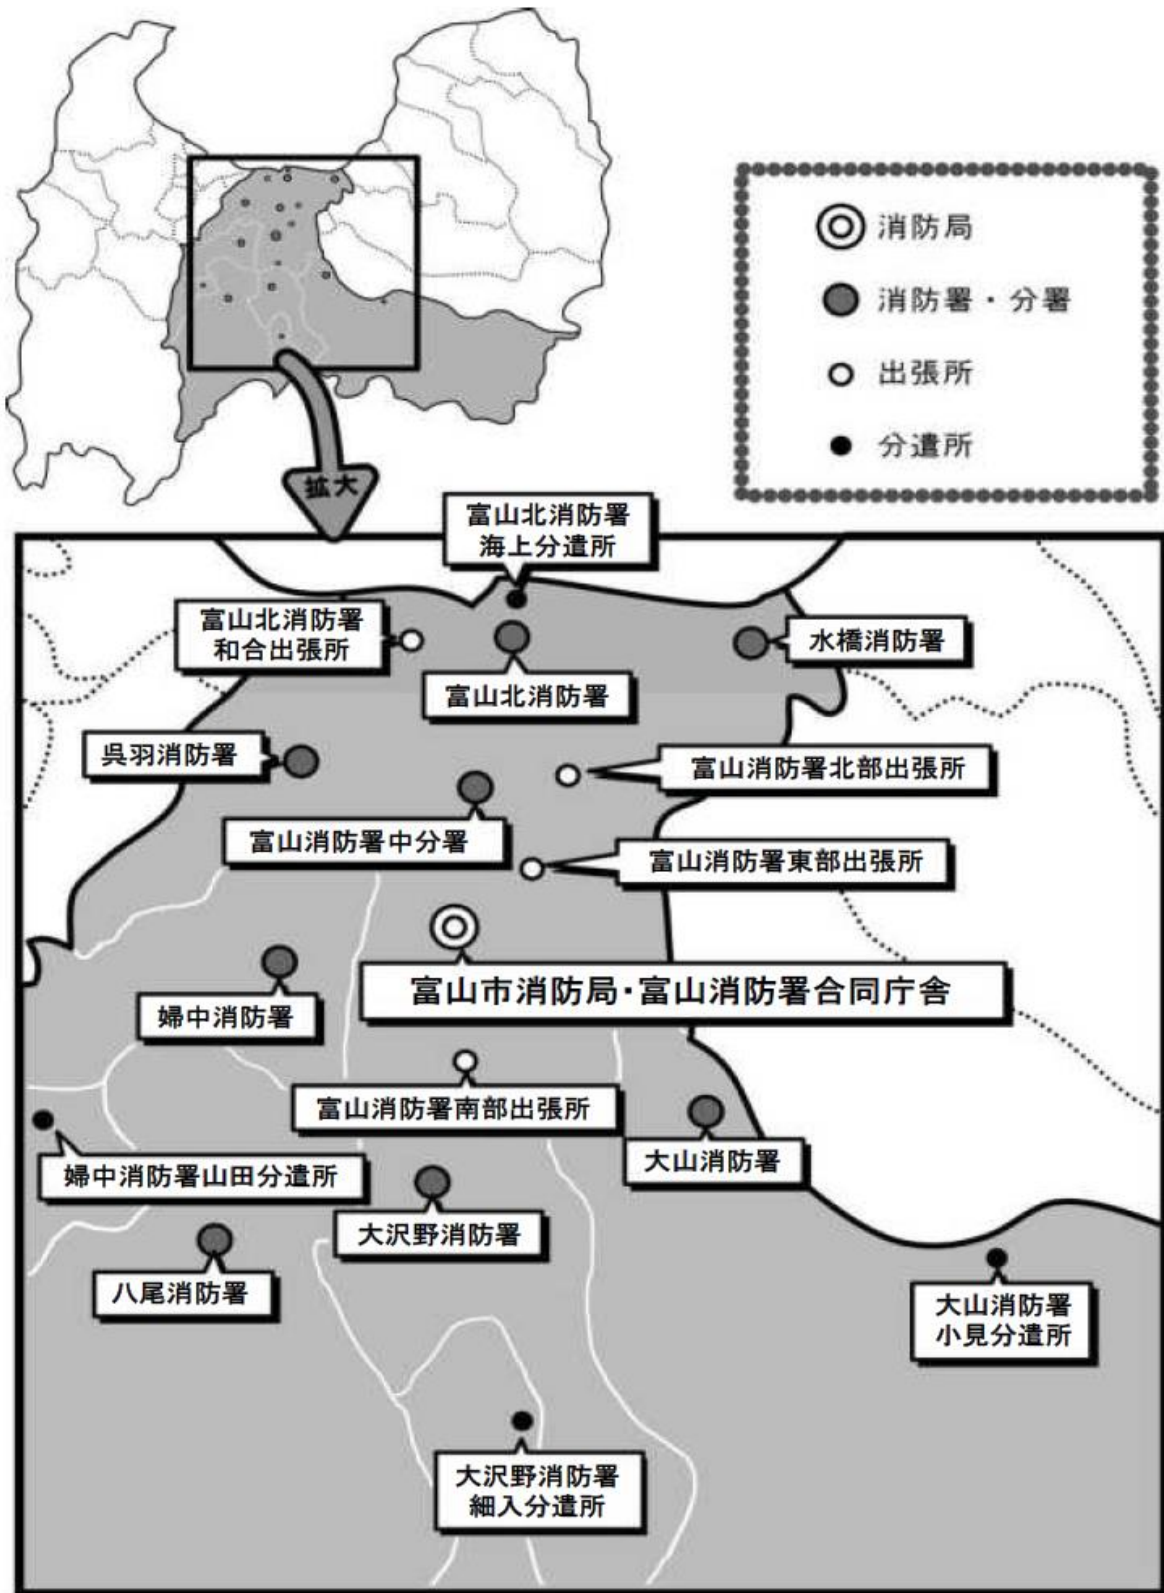 消防局
消防署・分署
出張所
分遣所
拡大
富山北消防署
海上分遣所
富山北消防署
和合出張所
水橋消防署
富山北消防署
呉羽消防署
富山消防署北部出張所
富山消防署中分署
富山消防署東部出張所
富山市消防局・富山消防署合同庁舎
婦中消防署
富山消防署南部出張所
大山消防署
婦中消防署山田分遣所
大沢野消防署
八尾消防署
大山消防署
小見分遣所
大沢野消防署
細入分遣所